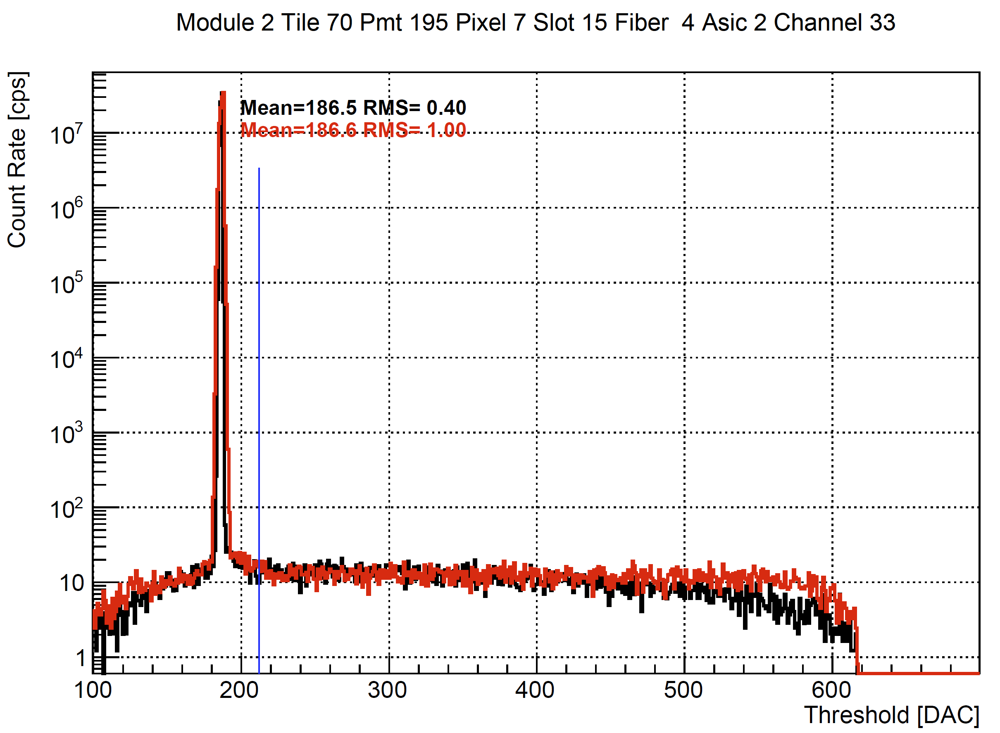 Module 2 Tile 70 Pmt 195 Pixel 7 Slot 15 Fiber  4 Asic 2 Channel 33
Count Rate [cps]
Mean=186.5 RMS= 0.40
Mean=186.6 RMS= 1.00
10^7
10^6
10^5
10^4
10^3
10^2
10
1
100 200 300 400 500 600
Threshold [DAC]